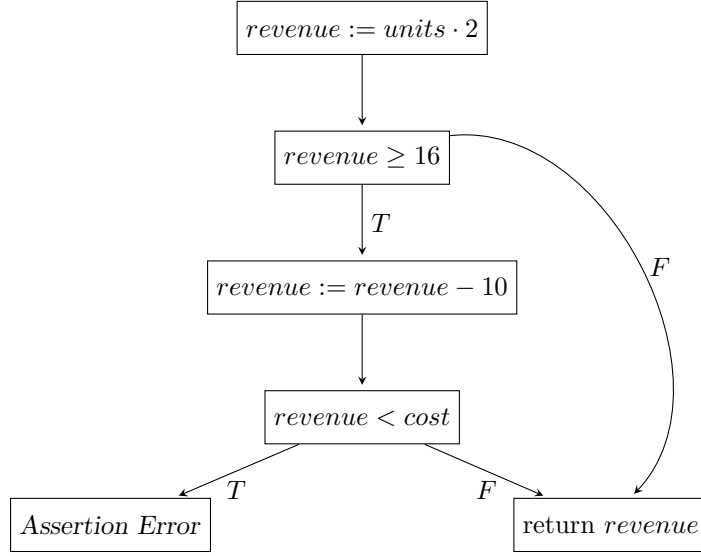 revenue := units · 2
revenue ≥ 16
T
F
revenue := revenue − 10
revenue < cost
T
F
Assertion Error
return revenue